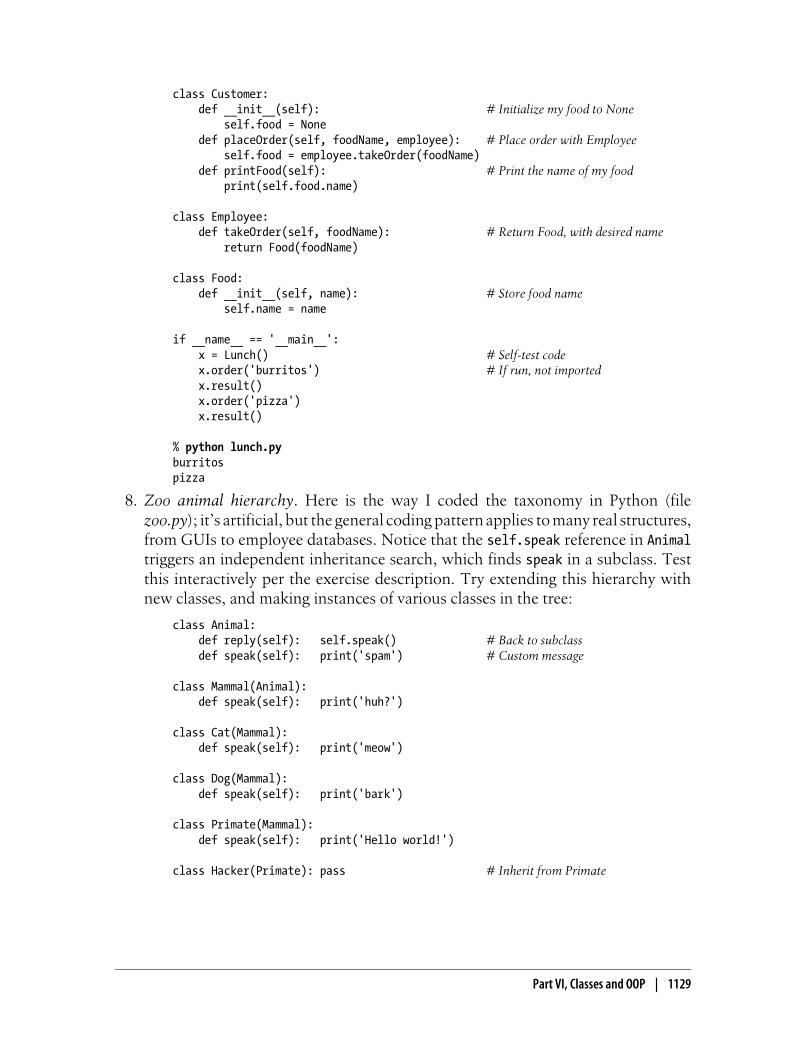 class Customer:
    def __init__(self):                          # Initialize my food to None
        self.food = None
    def placeOrder(self, foodName, employee):    # Place order with Employee
        self.food = employee.takeOrder(foodName)
    def printFood(self):                         # Print the name of my food
        print(self.food.name)

class Employee:
    def takeOrder(self, foodName):               # Return Food, with desired name
        return Food(foodName)

class Food:
    def __init__(self, name):                    # Store food name
        self.name = name

if __name__ == '__main__':
    x = Lunch()                                  # Self-test code
    x.order('burritos')                          # If run, not imported
    x.result()
    x.order('pizza')
    x.result()

% python lunch.py
burritos
pizza
8. Zoo animal hierarchy. Here is the way I coded the taxonomy in Python (file
zoo.py); it’s artificial, but the general coding pattern applies to many real structures,
from GUIs to employee databases. Notice that the self.speak reference in Animal
triggers an independent inheritance search, which finds speak in a subclass. Test
this interactively per the exercise description. Try extending this hierarchy with
new classes, and making instances of various classes in the tree:
class Animal:
    def reply(self):   self.speak()              # Back to subclass
    def speak(self):   print('spam')             # Custom message

class Mammal(Animal):
    def speak(self):   print('huh?')

class Cat(Mammal):
    def speak(self):   print('meow')

class Dog(Mammal):
    def speak(self):   print('bark')

class Primate(Mammal):
    def speak(self):   print('Hello world!')

class Hacker(Primate): pass                      # Inherit from Primate
Part VI, Classes and OOP | 1129